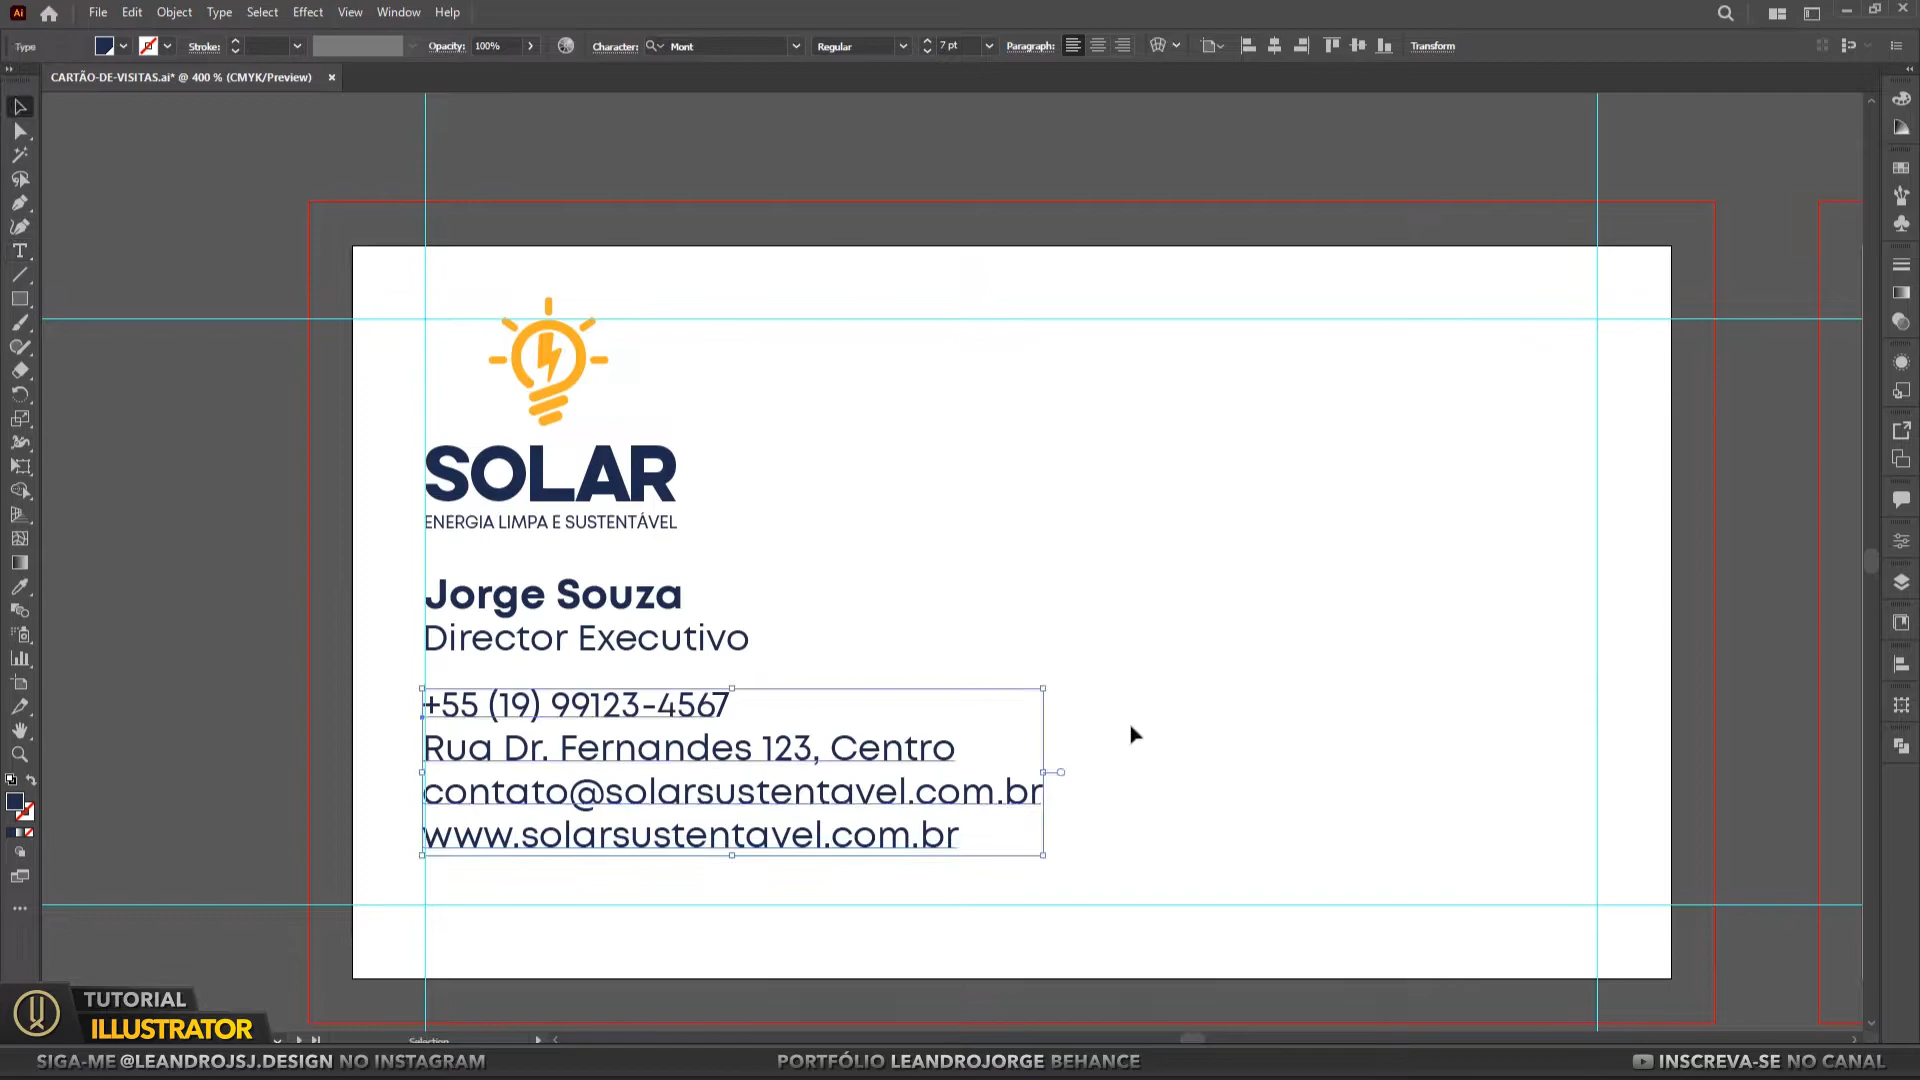 Ai File Edit Object Type Select Effect View Window Help
Type Stroke: Opacity: 100% Character: Mont Regular 7 pt Paragraph: Transform
CARTÃO-DE-VISITAS.ai* @ 400 % (CMYK/Preview) ×
SOLAR
ENERGIA LIMPA E SUSTENTÁVEL
Jorge Souza
Director Executivo
+55 (19) 99123-4567
Rua Dr. Fernandes 123, Centro
contato@solarsustentavel.com.br
www.solarsustentavel.com.br
TUTORIAL
ILLUSTRATOR
Selection
SIGA-ME @LEANDROJSJ.DESIGN NO INSTAGRAM PORTFÓLIO LEANDROJORGE BEHANCE INSCREVA-SE NO CANAL